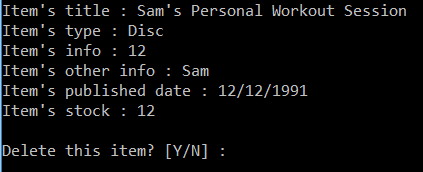 Item's title : Sam's Personal Workout Session
Item's type : Disc
Item's info : 12
Item's other info : Sam
Item's published date : 12/12/1991
Item's stock : 12
Delete this item? [Y/N] :